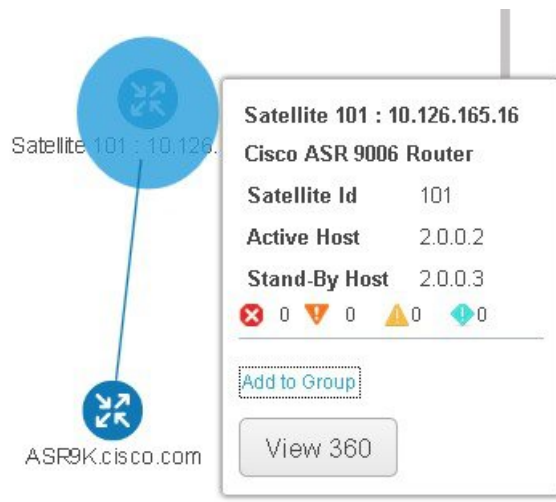 Satellite 101 : 10.126.
Satellite 101 : 10.126.165.16
Cisco ASR 9006 Router
Satellite Id 101
Active Host 2.0.0.2
Stand-By Host 2.0.0.3
0 0 0 0
Add to Group
View 360
ASR9K.cisco.com